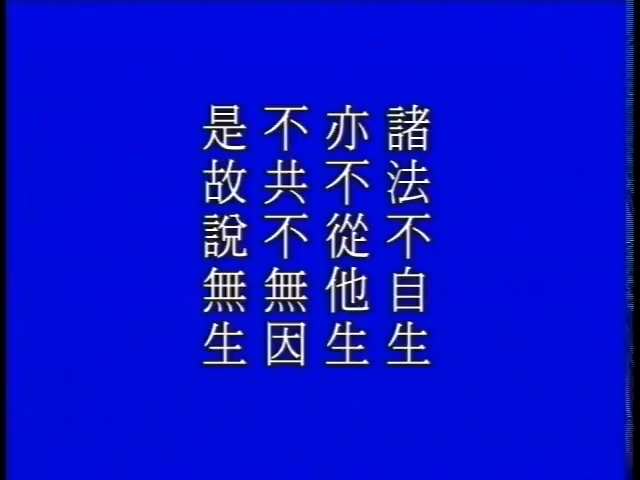 諸法不自生
亦不從他生
不共不無因
是故說無生